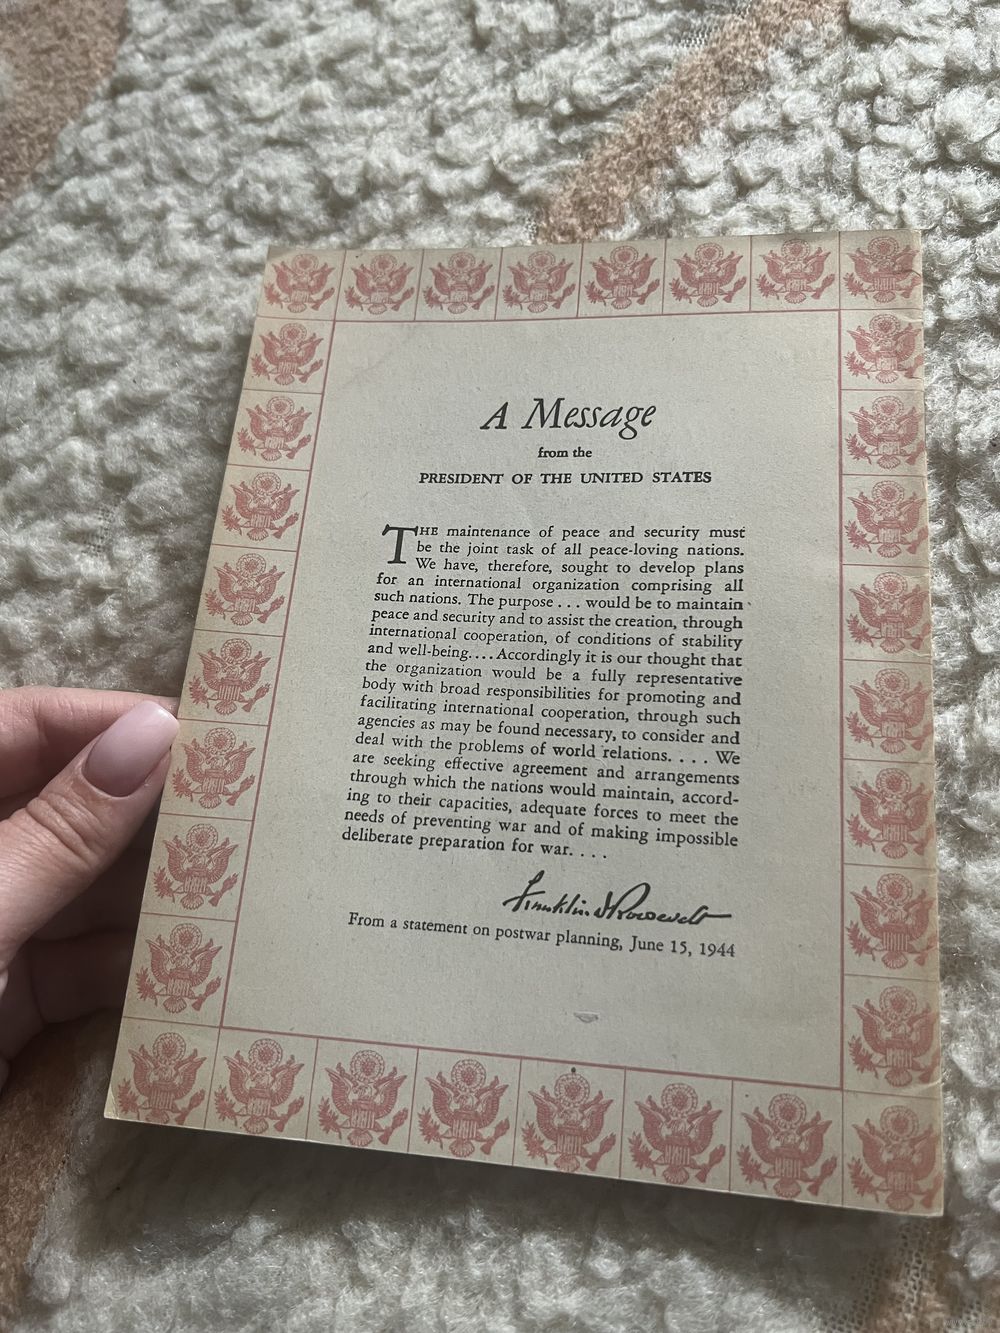 A Message
from the
PRESIDENT OF THE UNITED STATES
THE maintenance of peace and security must
be the joint task of all peace-loving nations.
We have, therefore, sought to develop plans
for an international organization comprising all
such nations. The purpose . . . would be to maintain
peace and security and to assist the creation, through
international cooperation, of conditions of stability
and well-being. . . . Accordingly it is our thought that
the organization would be a fully representative
body with broad responsibilities for promoting and
facilitating international cooperation, through such
agencies as may be found necessary, to consider and
deal with the problems of world relations. . . . We
are seeking effective agreement and arrangements
through which the nations would maintain, accord-
ing to their capacities, adequate forces to meet the
needs of preventing war and of making impossible
deliberate preparation for war. . . .
Franklin D Roosevelt
From a statement on postwar planning, June 15, 1944